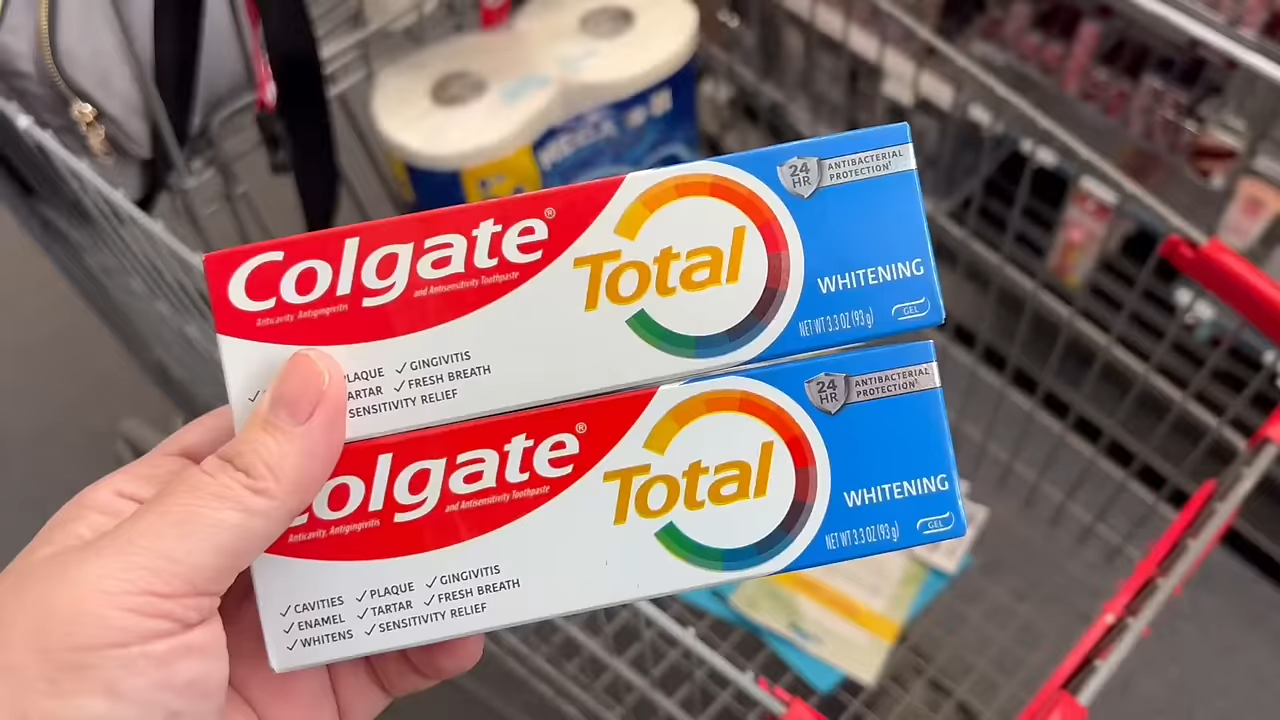 MEGA
24
HR
ANTIBACTERIAL
PROTECTION†
Colgate®
Anticavity, Antigingivitis
and Antisensitivity Toothpaste
Total
WHITENING
NET WT 3.3 OZ (93 g)
GEL
✓ PLAQUE ✓ GINGIVITIS
TARTAR ✓ FRESH BREATH
SENSITIVITY RELIEF
24
HR
ANTIBACTERIAL
PROTECTION†
Colgate®
Anticavity, Antigingivitis
and Antisensitivity Toothpaste
Total
WHITENING
NET WT 3.3 OZ (93 g)
GEL
✓ CAVITIES ✓ PLAQUE ✓ GINGIVITIS
✓ ENAMEL ✓ TARTAR ✓ FRESH BREATH
✓ WHITENS ✓ SENSITIVITY RELIEF